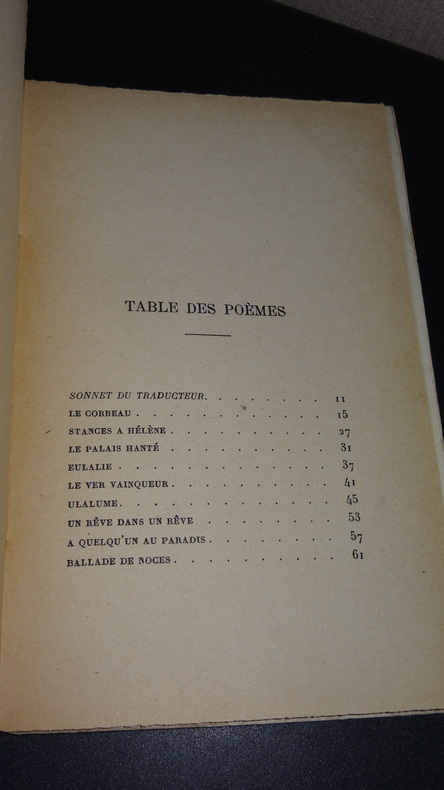 TABLE DES POÈMES
SONNET DU TRADUCTEUR. . . . . . . . 11
LE CORBEAU . . . . . . . . . . . 15
STANCES A HÉLÈNE . . . . . . . . . . 27
LE PALAIS HANTÉ . . . . . . . . . . 31
EULALIE . . . . . . . . . . . . 37
LE VER VAINQUEUR . . . . . . . . . . 41
ULALUME. . . . . . . . . . . . 45
UN RÊVE DANS UN RÊVE . . . . . . . . 53
A QUELQU'UN AU PARADIS . . . . . . . . 57
BALLADE DE NOCES . . . . . . . . . . 61